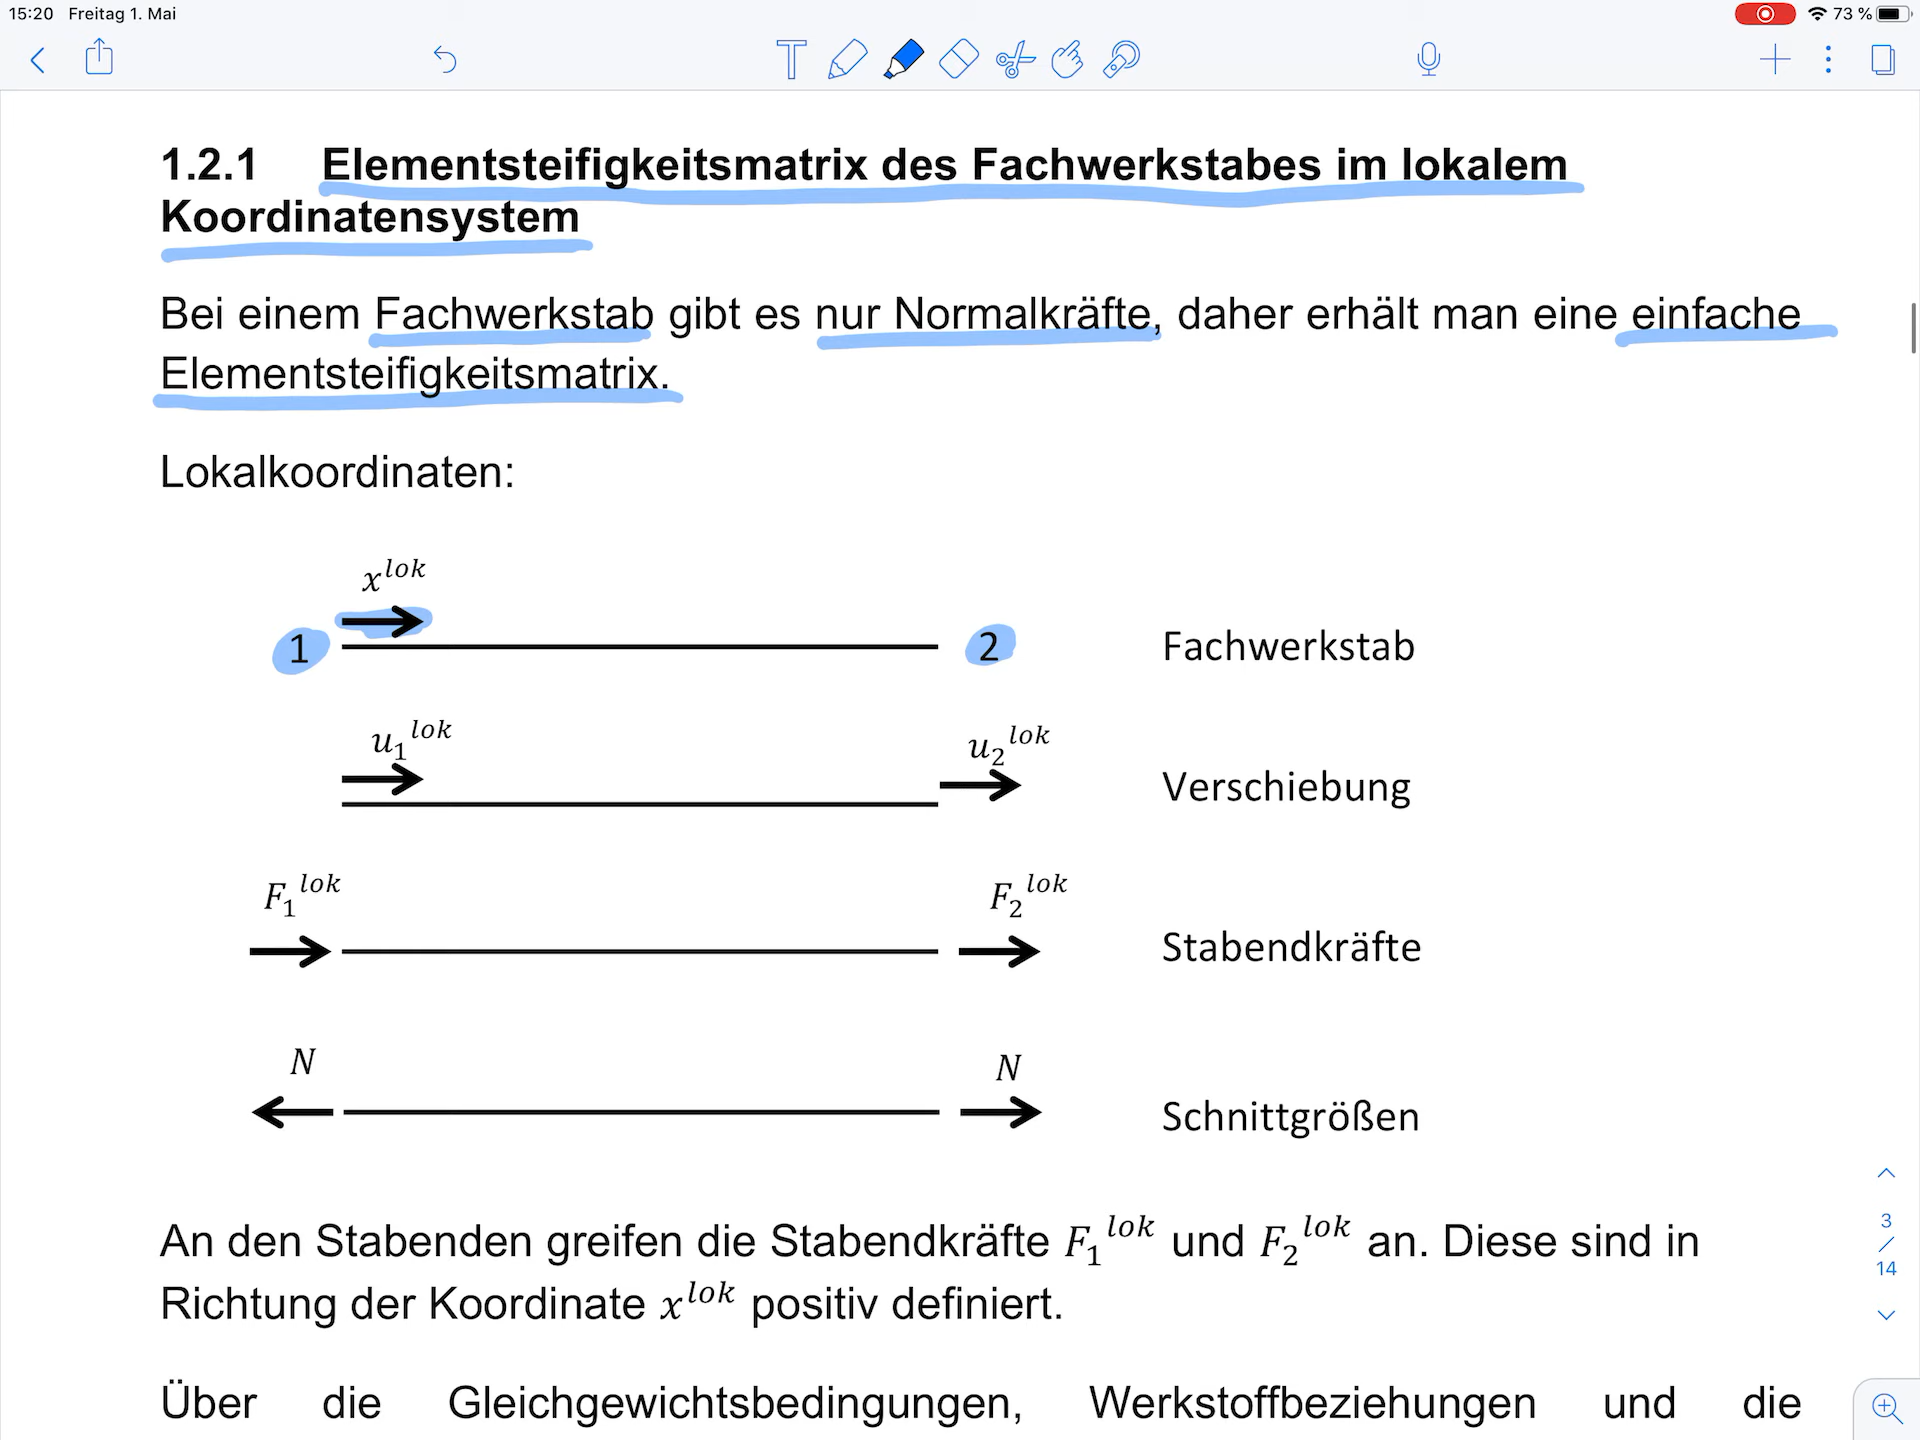 15:20 Freitag 1. Mai 73 %
1.2.1 Elementsteifigkeitsmatrix des Fachwerkstabes im lokalem
Koordinatensystem
Bei einem Fachwerkstab gibt es nur Normalkräfte, daher erhält man eine einfache
Elementsteifigkeitsmatrix.
Lokalkoordinaten:
x^lok
1 2 Fachwerkstab
u₁^lok u₂^lok
Verschiebung
F₁^lok F₂^lok
Stabendkräfte
N N
Schnittgrößen
An den Stabenden greifen die Stabendkräfte F₁^lok und F₂^lok an. Diese sind in
Richtung der Koordinate x^lok positiv definiert.
Über die Gleichgewichtsbedingungen, Werkstoffbeziehungen und die
3
/
14